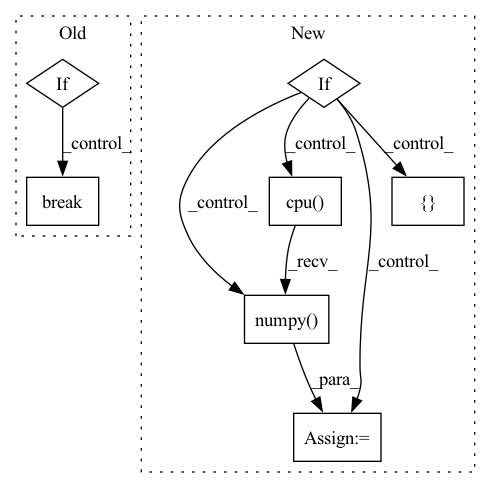 Old
New
If
If
_control_
_control_
_control_
break
cpu()
{}
_control_
_recv_
_control_
numpy()
_para_
Assign:=